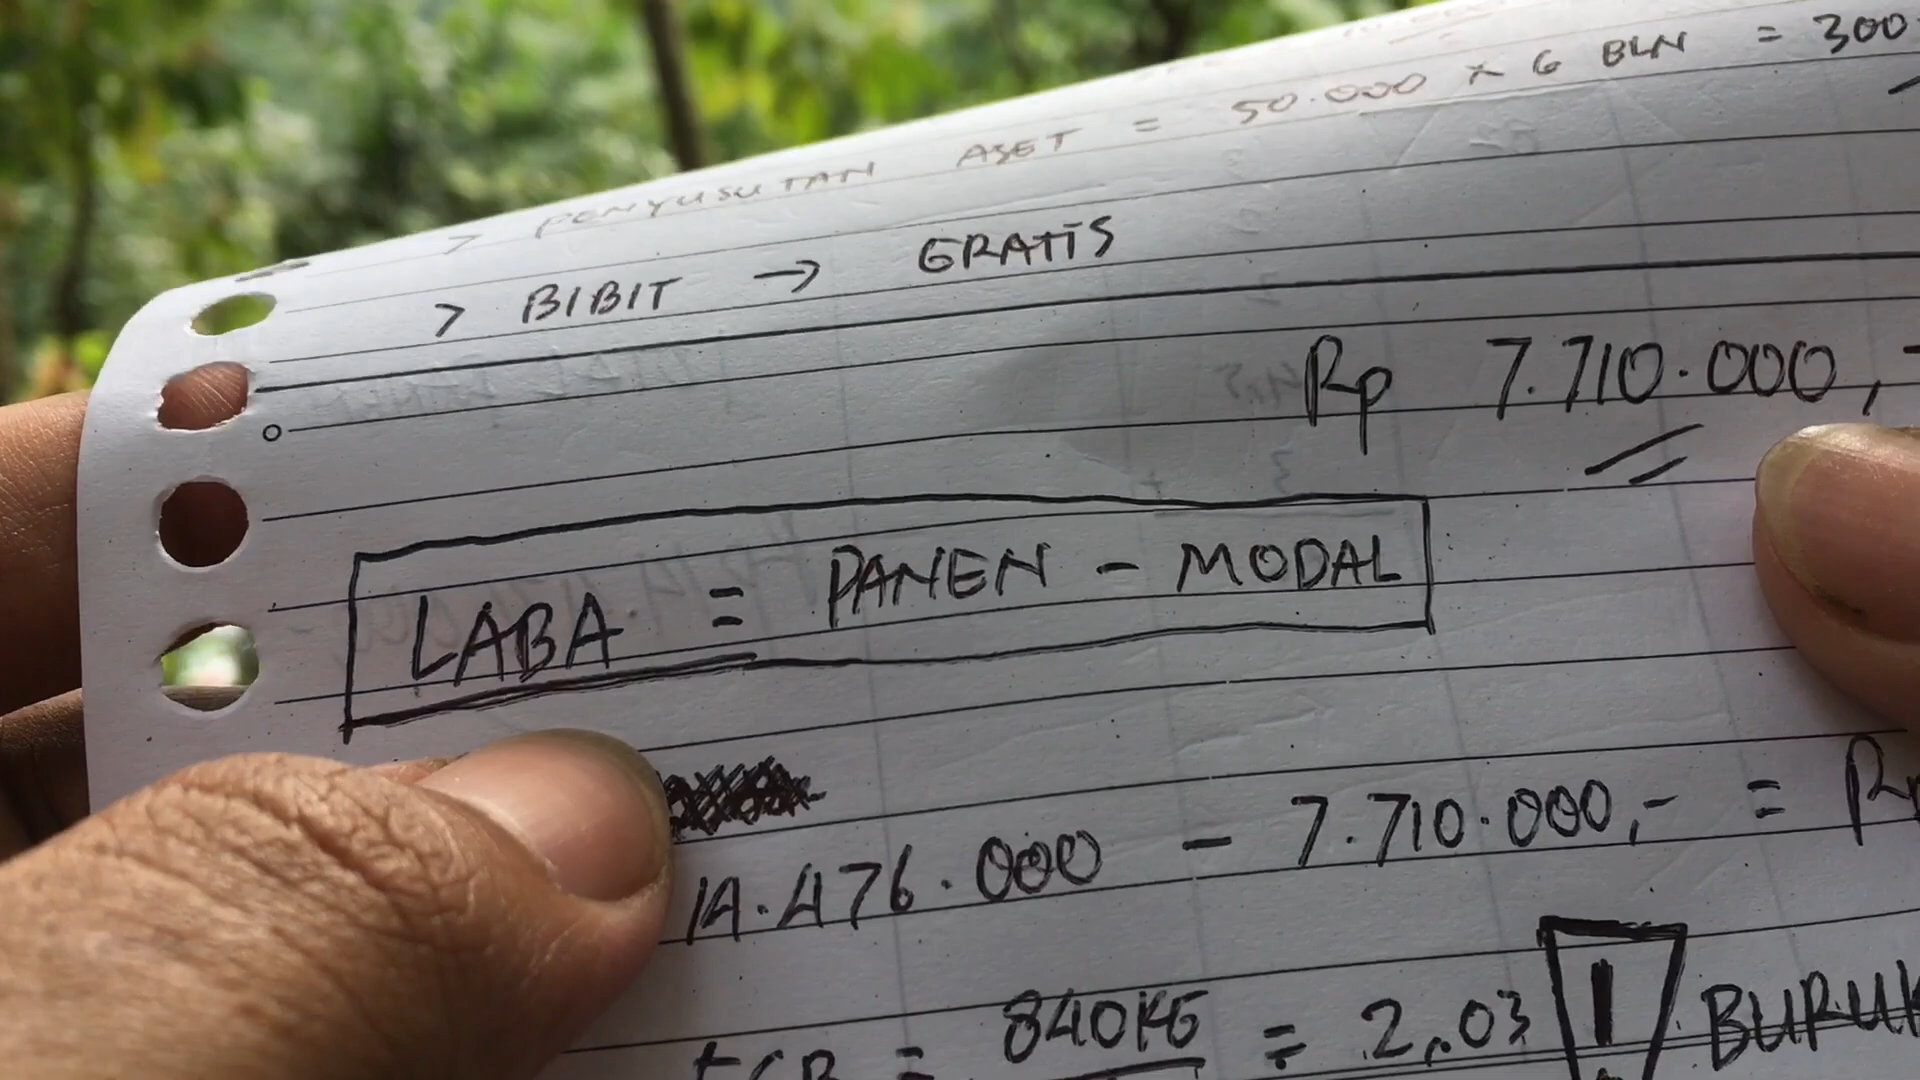 > PENYUSUTAN ASET = 50.000 x 6 BLN = 300
> BIBIT → GRATIS
Rp 7.710.000,-
LABA = PANEN - MODAL
14.476.000 - 7.710.000,- = Rp
840KG
FCR = = 2,03 ! BURUK